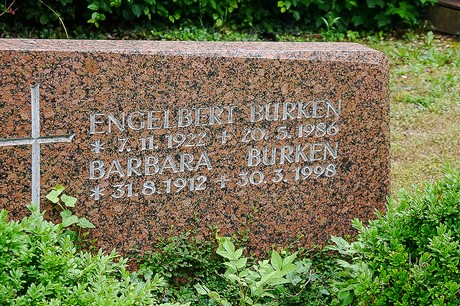 ENGELBERT BURKEN
* 7.11.1922 + 20.5.1986
BARBARA BURKEN
* 31.8.1912 + 30.3.1998